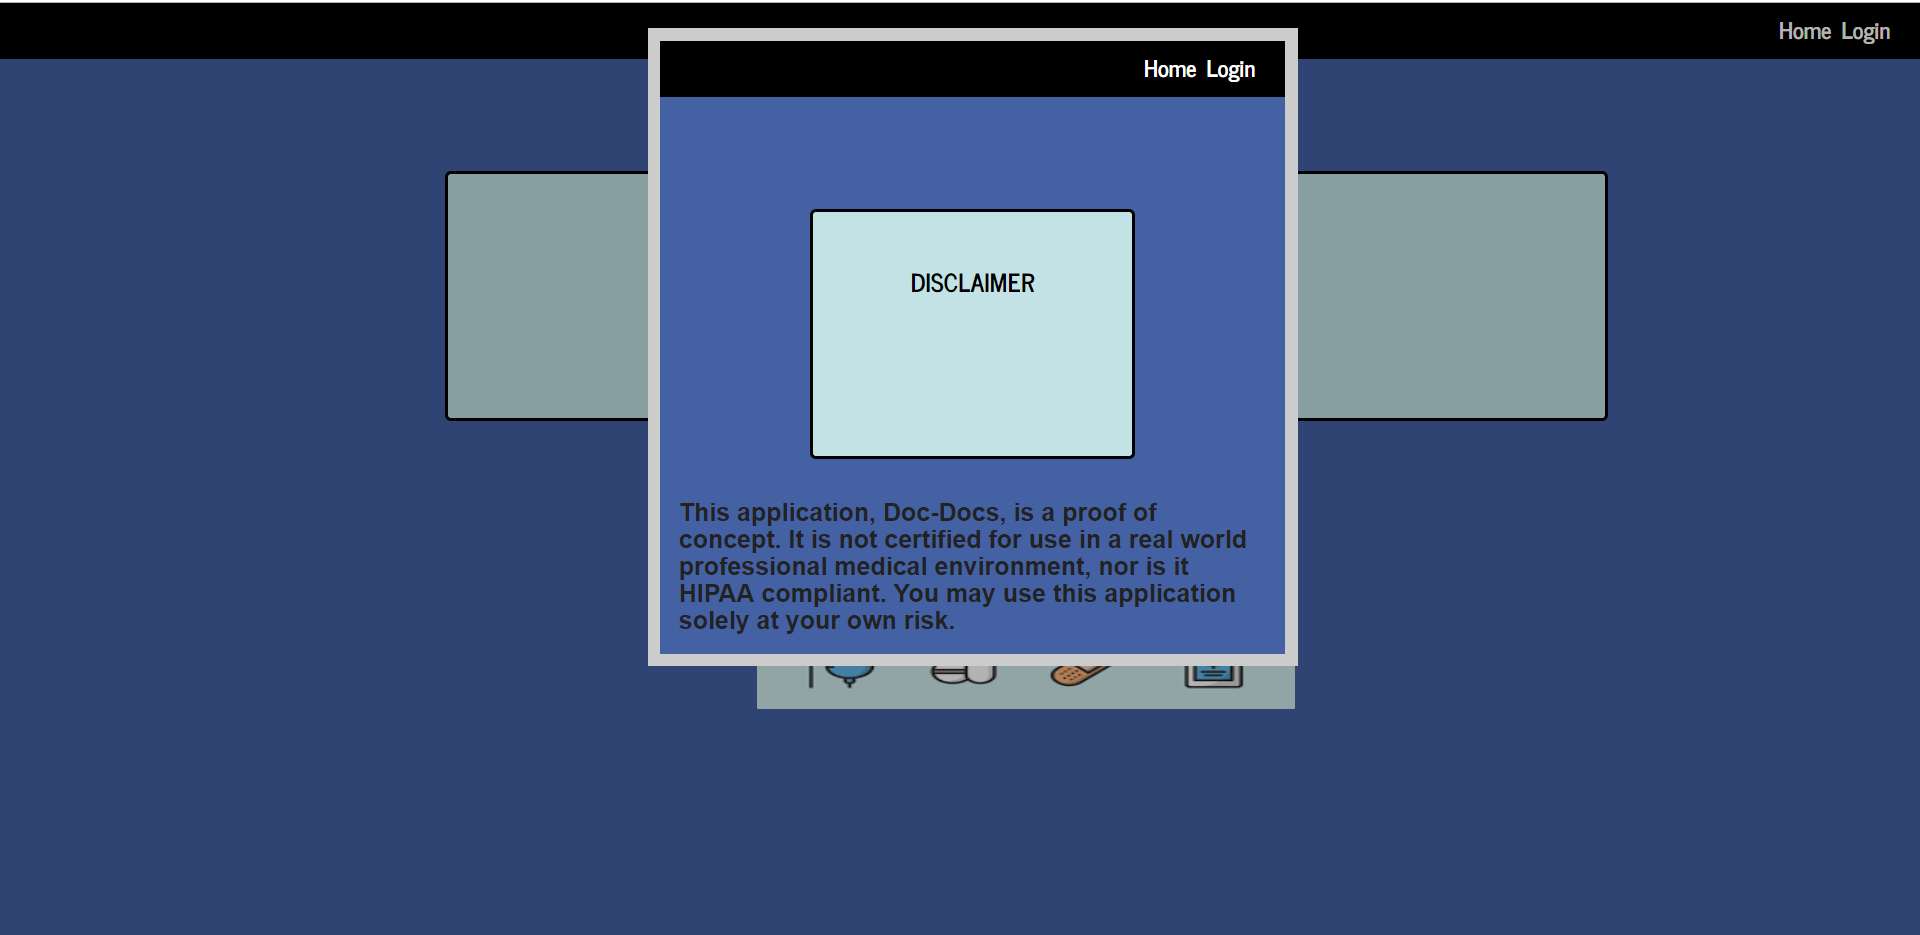 Home Login
Home Login
DISCLAIMER
This application, Doc-Docs, is a proof of
concept. It is not certified for use in a real world
professional medical environment, nor is it
HIPAA compliant. You may use this application
solely at your own risk.